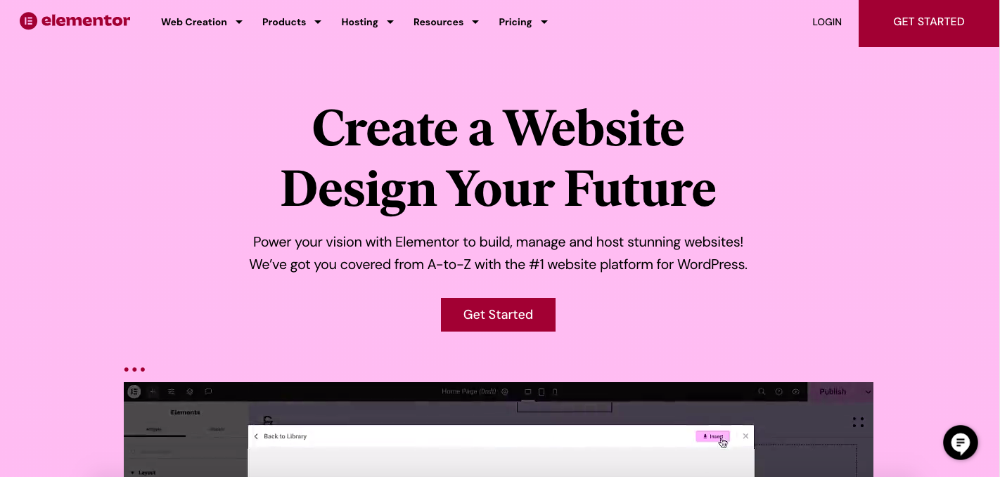 elementor
Web Creation
Products
Hosting
Resources
Pricing
LOGIN
GET STARTED
Create a Website
Design Your Future
Power your vision with Elementor to build, manage and host stunning websites!
We’ve got you covered from A-to-Z with the #1 website platform for WordPress.
Get Started
Home Page (Draft)
Publish
Elements
Widgets
Back to Library
Insert
Layout